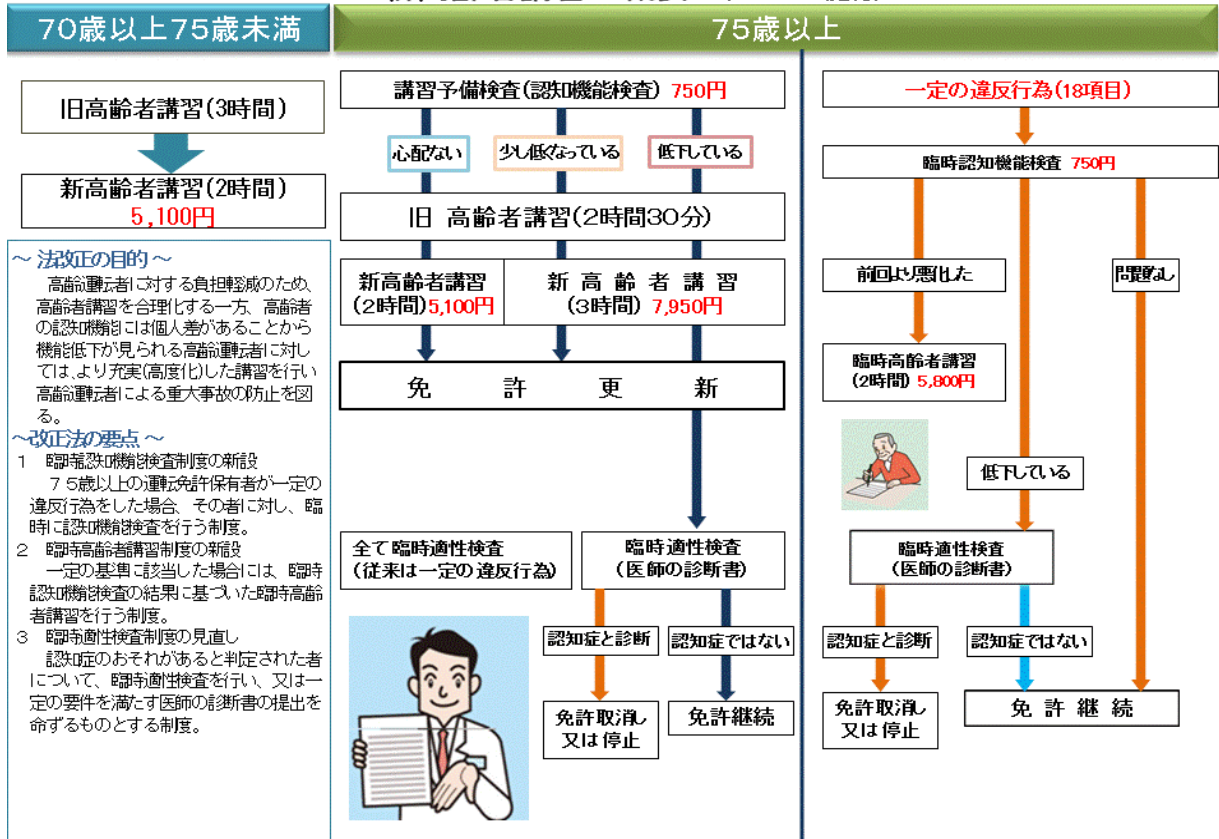 70歳以上75歳未満
75歳以上
旧高齢者講習(3時間)
新高齢者講習(2時間)
5,100円
～ 法改正の目的 ～
高齢運転者に対する負担軽減のため、
高齢者講習を合理化する一方、高齢者
の認知機能には個人差があることから
機能低下が見られる高齢運転者に対し
ては、より充実(高度化)した講習を行い
高齢運転者による重大事故の防止を図
る。
～改正法の要点 ～
1 臨時認知機能検査制度の新設
75歳以上の運転免許保有者が一定の
違反行為をした場合、その者に対し、臨
時に認知機能検査を行う制度。
2 臨時高齢者講習制度の新設
一定の基準に該当した場合には、臨時
認知機能検査の結果に基づいた臨時高齢
者講習を行う制度。
3 臨時適性検査制度の見直し
認知症のおそれがあると判定された者
について、臨時適性検査を行い、又は一
定の要件を満たす医師の診断書の提出を
命ずるものとする制度。
講習予備検査(認知機能検査) 750円
心配ない
少し低くなっている
低下している
旧 高齢者講習(2時間30分)
新高齢者講習
(2時間)5,100円
新高齢者講習
(3時間) 7,950円
免許更新
全て臨時適性検査
(従来は一定の違反行為)
臨時適性検査
(医師の診断書)
認知症と診断
認知症ではない
免許取消し
又は停止
免許継続
一定の違反行為(18項目)
臨時認知機能検査 750円
前回より悪化した
問題なし
臨時高齢者講習
(2時間) 5,800円
低下している
臨時適性検査
(医師の診断書)
認知症と診断
認知症ではない
免許取消し
又は停止
免許継続